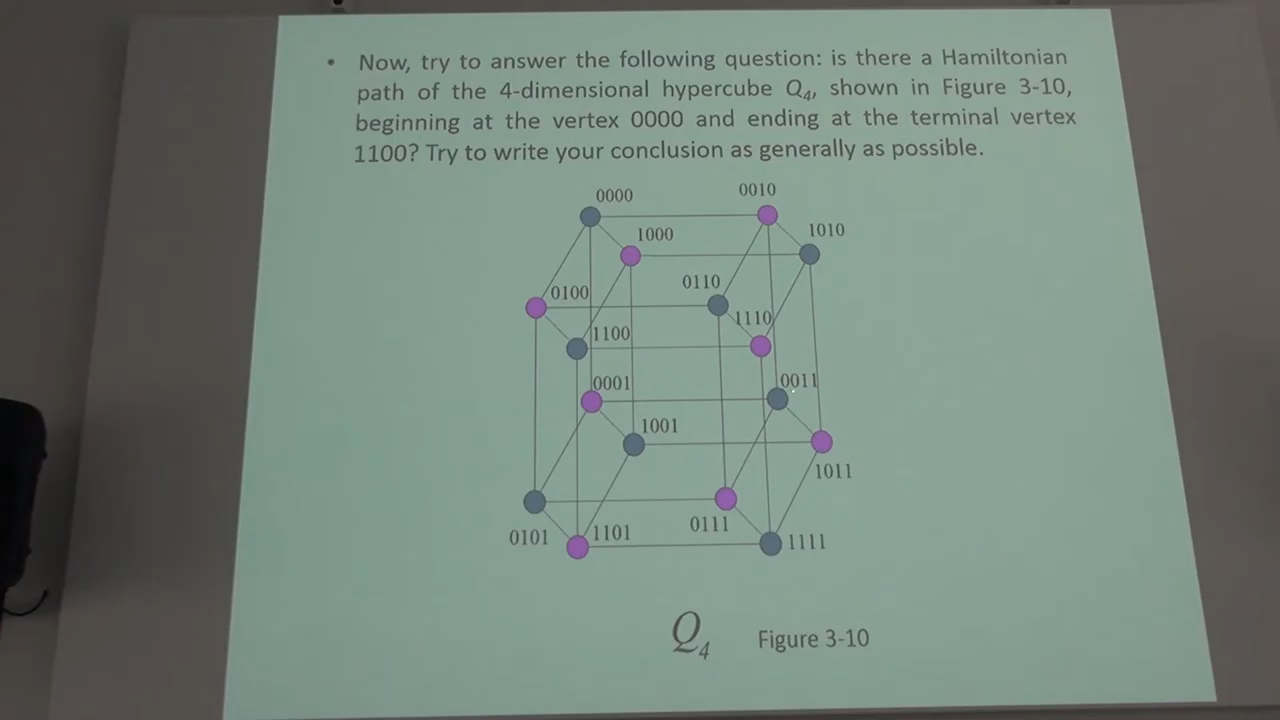 • Now, try to answer the following question: is there a Hamiltonian
path of the 4-dimensional hypercube Q4, shown in Figure 3-10,
beginning at the vertex 0000 and ending at the terminal vertex
1100? Try to write your conclusion as generally as possible.
0000
0010
1000
1010
0100
0110
1100
1110
0001
0011
1001
1011
0101
1101
0111
1111
Q4
Figure 3-10